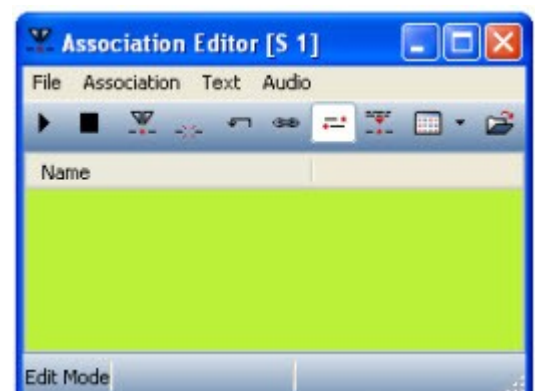 Association Editor [S 1]
File Association Text Audio
Name
Edit Mode